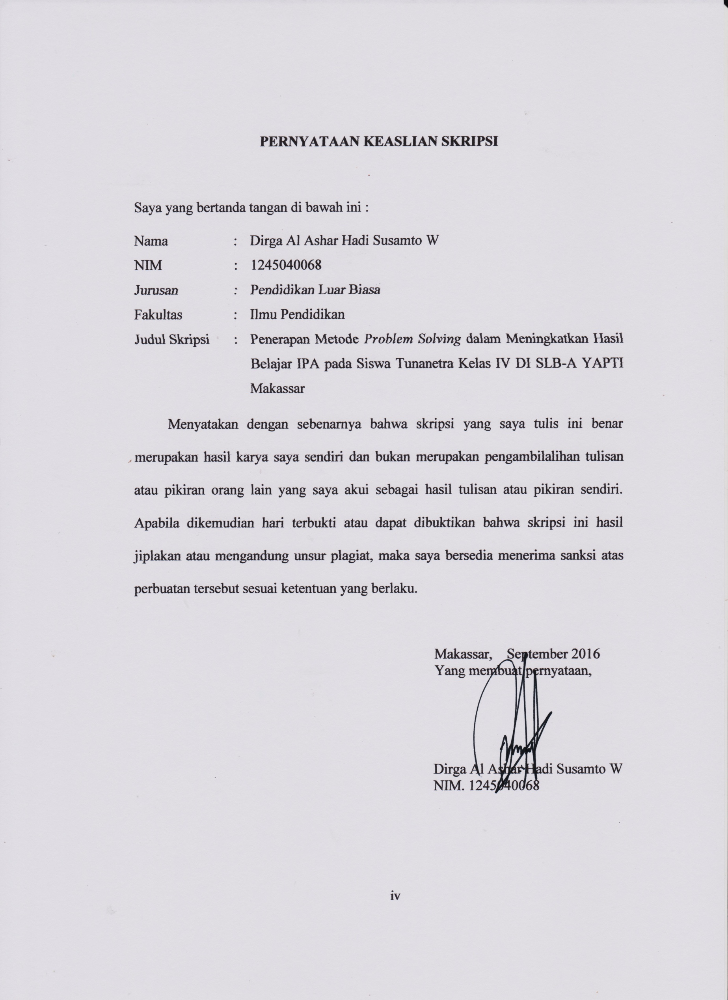 PERNYATAAN KEASLIAN SKRIPSI
Saya yang bertanda tangan di bawah ini :
Nama : Dirga Al Ashar Hadi Susamto W
NIM : 1245040068
Jurusan : Pendidikan Luar Biasa
Fakultas : Ilmu Pendidikan
Judul Skripsi : Penerapan Metode Problem Solving dalam Meningkatkan Hasil
Belajar IPA pada Siswa Tunanetra Kelas IV DI SLB-A YAPTI
Makassar
Menyatakan dengan sebenarnya bahwa skripsi yang saya tulis ini benar
merupakan hasil karya saya sendiri dan bukan merupakan pengambilalihan tulisan
atau pikiran orang lain yang saya akui sebagai hasil tulisan atau pikiran sendiri.
Apabila dikemudian hari terbukti atau dapat dibuktikan bahwa skripsi ini hasil
jiplakan atau mengandung unsur plagiat, maka saya bersedia menerima sanksi atas
perbuatan tersebut sesuai ketentuan yang berlaku.
Makassar, September 2016
Yang membuat pernyataan,
Dirga Al Ashar Hadi Susamto W
NIM. 1245040068
iv